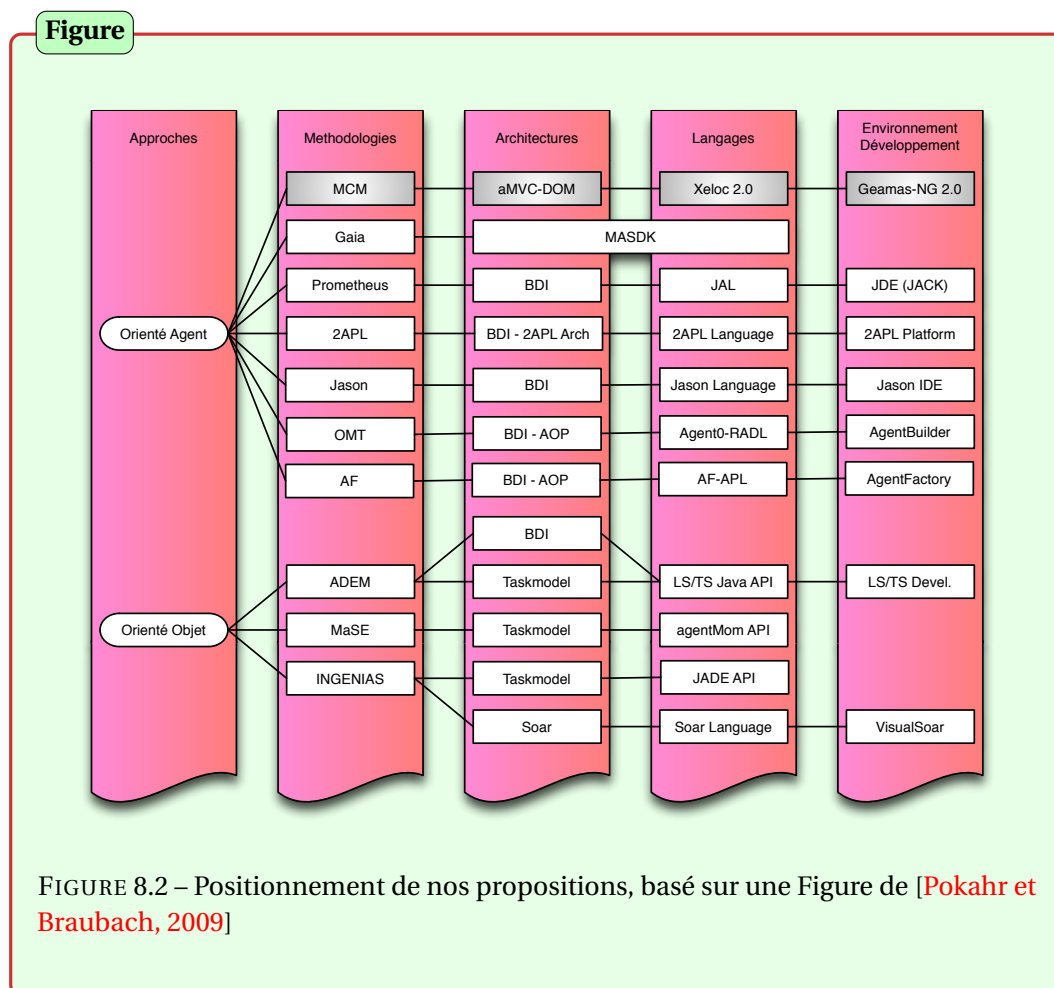 Figure
Approches
Methodologies
Architectures
Langages
Environnement
Développement
MCM
aMVC-DOM
Xeloc 2.0
Geamas-NG 2.0
Gaia
MASDK
Prometheus
BDI
JAL
JDE (JACK)
Orienté Agent
2APL
BDI - 2APL Arch
2APL Language
2APL Platform
Jason
BDI
Jason Language
Jason IDE
OMT
BDI - AOP
Agent0-RADL
AgentBuilder
AF
BDI - AOP
AF-APL
AgentFactory
BDI
ADEM
Taskmodel
LS/TS Java API
LS/TS Devel.
Orienté Objet
MaSE
Taskmodel
agentMom API
INGENIAS
Taskmodel
JADE API
Soar
Soar Language
VisualSoar
FIGURE 8.2 – Positionnement de nos propositions, basé sur une Figure de [Pokahr et
Braubach, 2009]